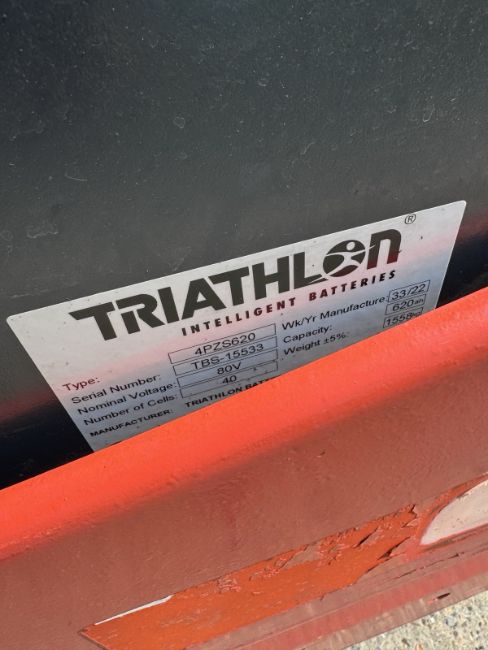 TRIATHLON®
INTELLIGENT BATTERIES
Type: 4PZS620 Wk/Yr Manufacture: 33/22
Serial Number: TBS-15533 Capacity: 620ah
Nominal Voltage: 80V Weight ±5%: 1558kg
Number of Cells: 40
MANUFACTURER: TRIATHLON